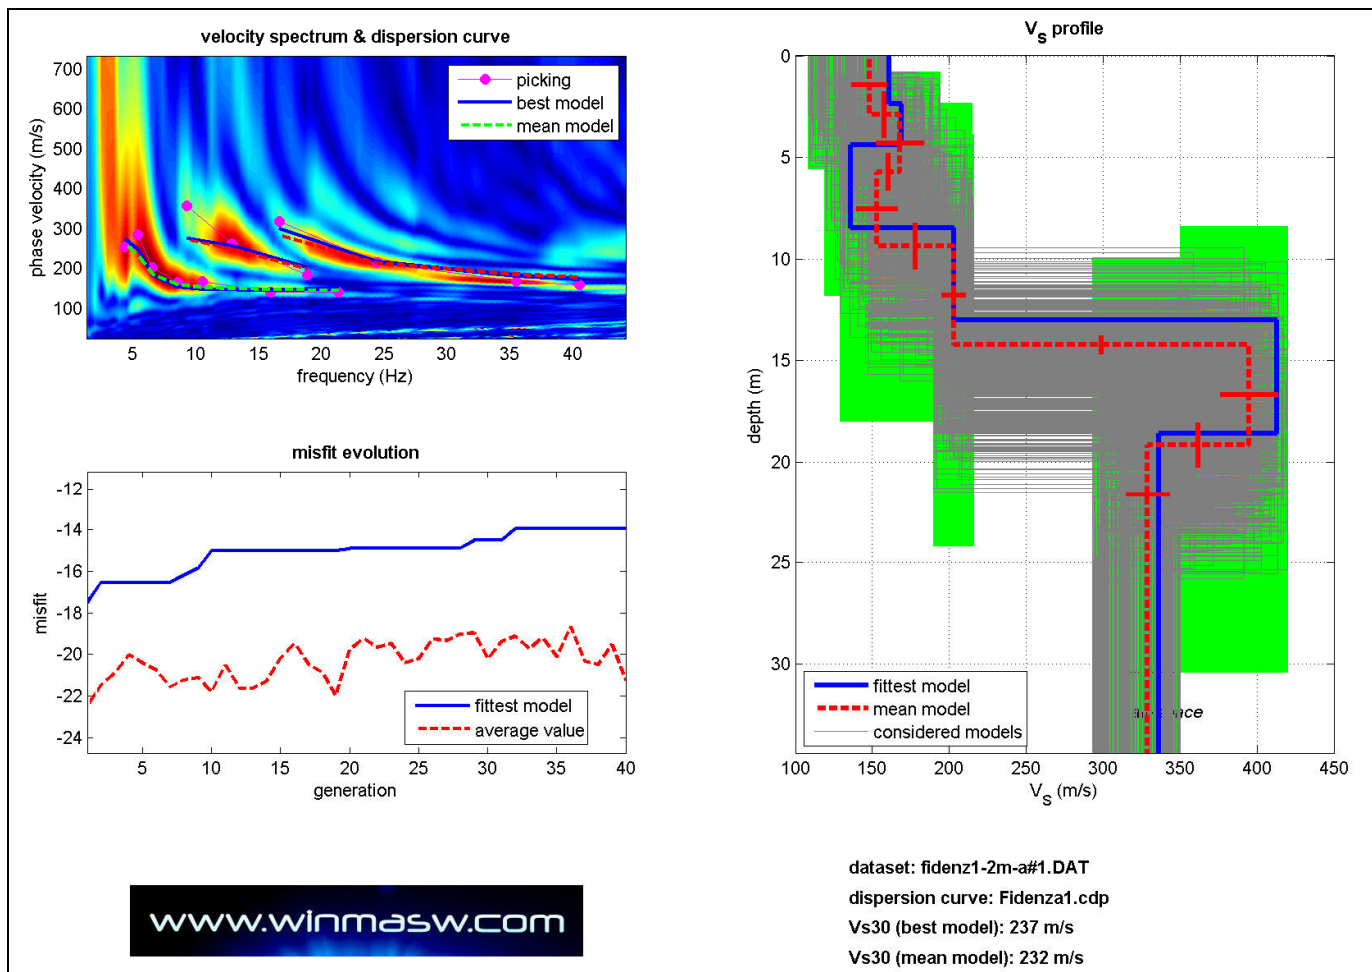 velocity spectrum & dispersion curve
700
600
500
400
300
200
100
phase velocity (m/s)
picking
best model
mean model
5 10 15 20 25 30 35 40
frequency (Hz)
misfit evolution
-12
-14
-16
-18
-20
-22
-24
misfit
fittest model
average value
5 10 15 20 25 30 35 40
generation
www.winmasw.com
VS profile
0
5
10
15
20
25
30
depth (m)
fittest model
mean model
considered models
100 150 200 250 300 350 400 450
VS (m/s)
dataset: fidenz1-2m-a#1.DAT
dispersion curve: Fidenza1.cdp
Vs30 (best model): 237 m/s
Vs30 (mean model): 232 m/s